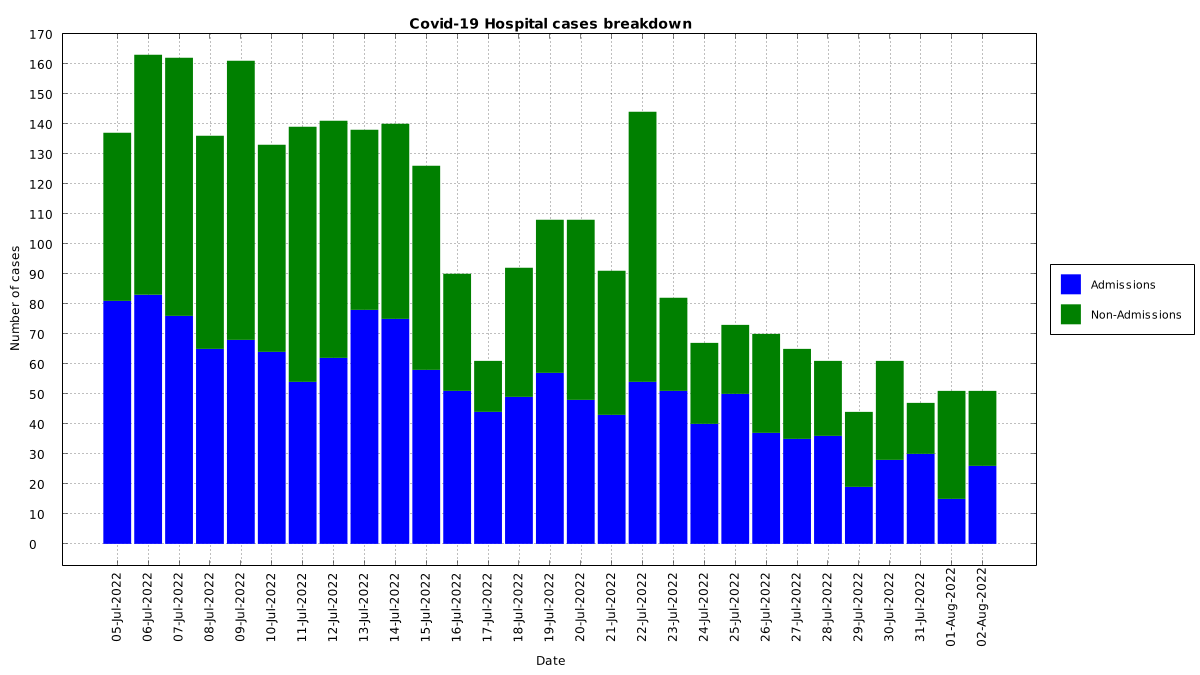 Covid-19 Hospital cases breakdown
170
160
150
140
130
120
110
100
90
80
70
60
50
40
30
20
10
0
Number of cases
05-Jul-2022
06-Jul-2022
07-Jul-2022
08-Jul-2022
09-Jul-2022
10-Jul-2022
11-Jul-2022
12-Jul-2022
13-Jul-2022
14-Jul-2022
15-Jul-2022
16-Jul-2022
17-Jul-2022
18-Jul-2022
19-Jul-2022
20-Jul-2022
21-Jul-2022
22-Jul-2022
23-Jul-2022
24-Jul-2022
25-Jul-2022
26-Jul-2022
27-Jul-2022
28-Jul-2022
29-Jul-2022
30-Jul-2022
31-Jul-2022
01-Aug-2022
02-Aug-2022
Date
Admissions
Non-Admissions